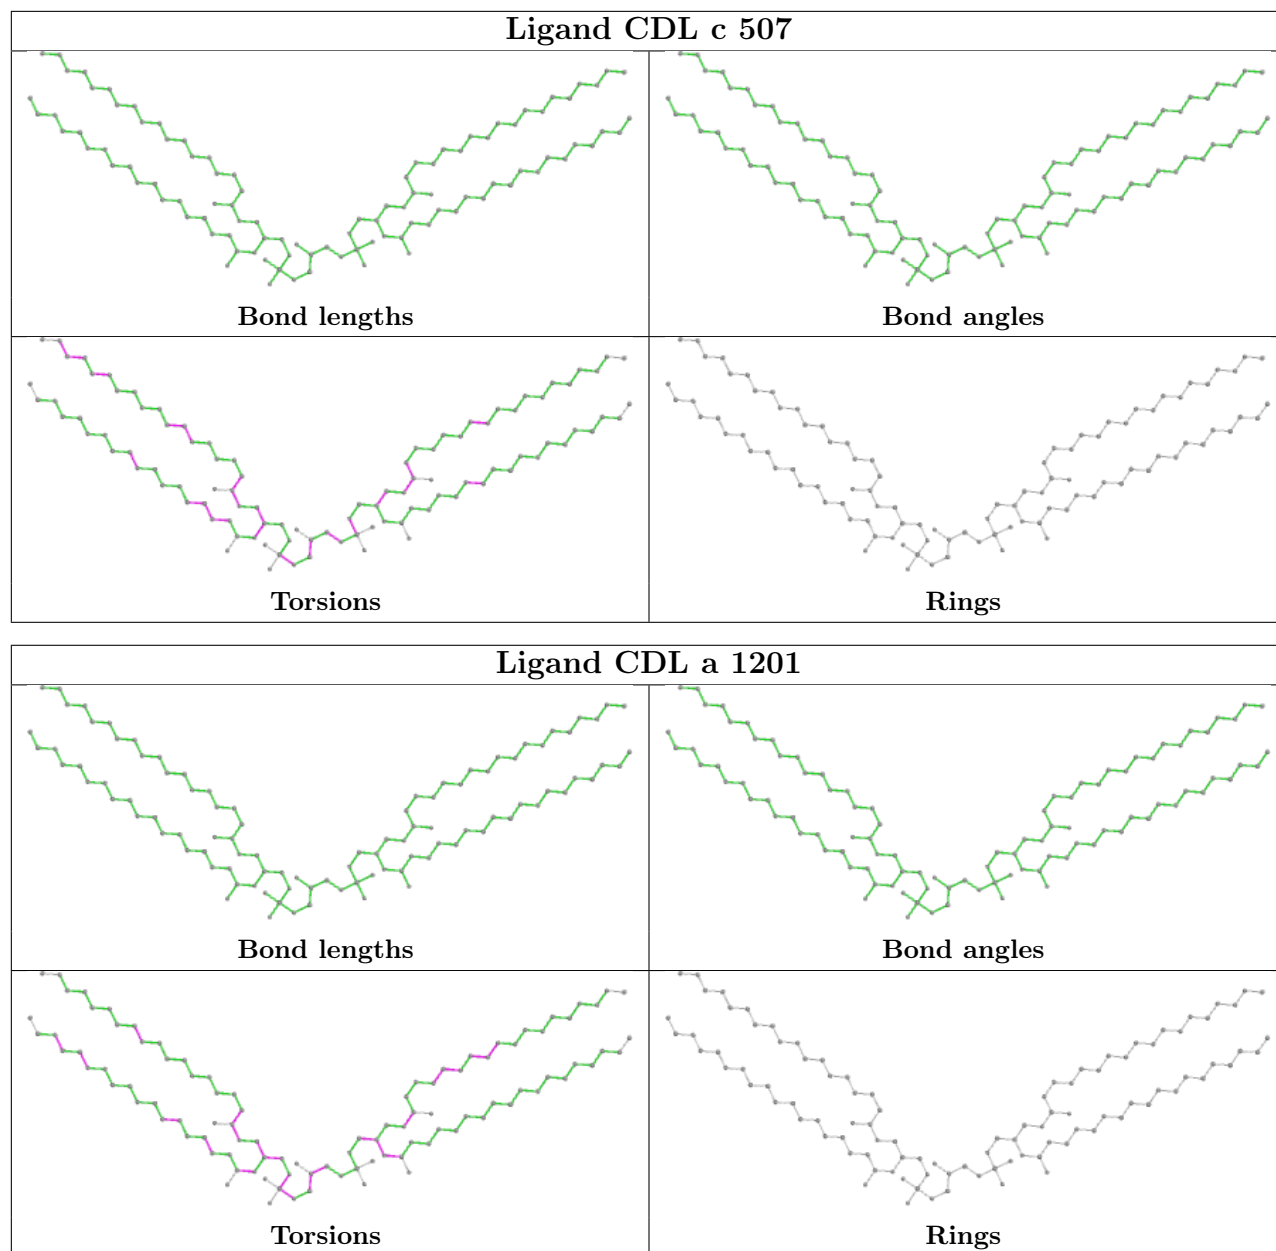 Ligand CDL c 507
Bond lengths
Bond angles
Torsions
Rings
Ligand CDL a 1201
Bond lengths
Bond angles
Torsions
Rings